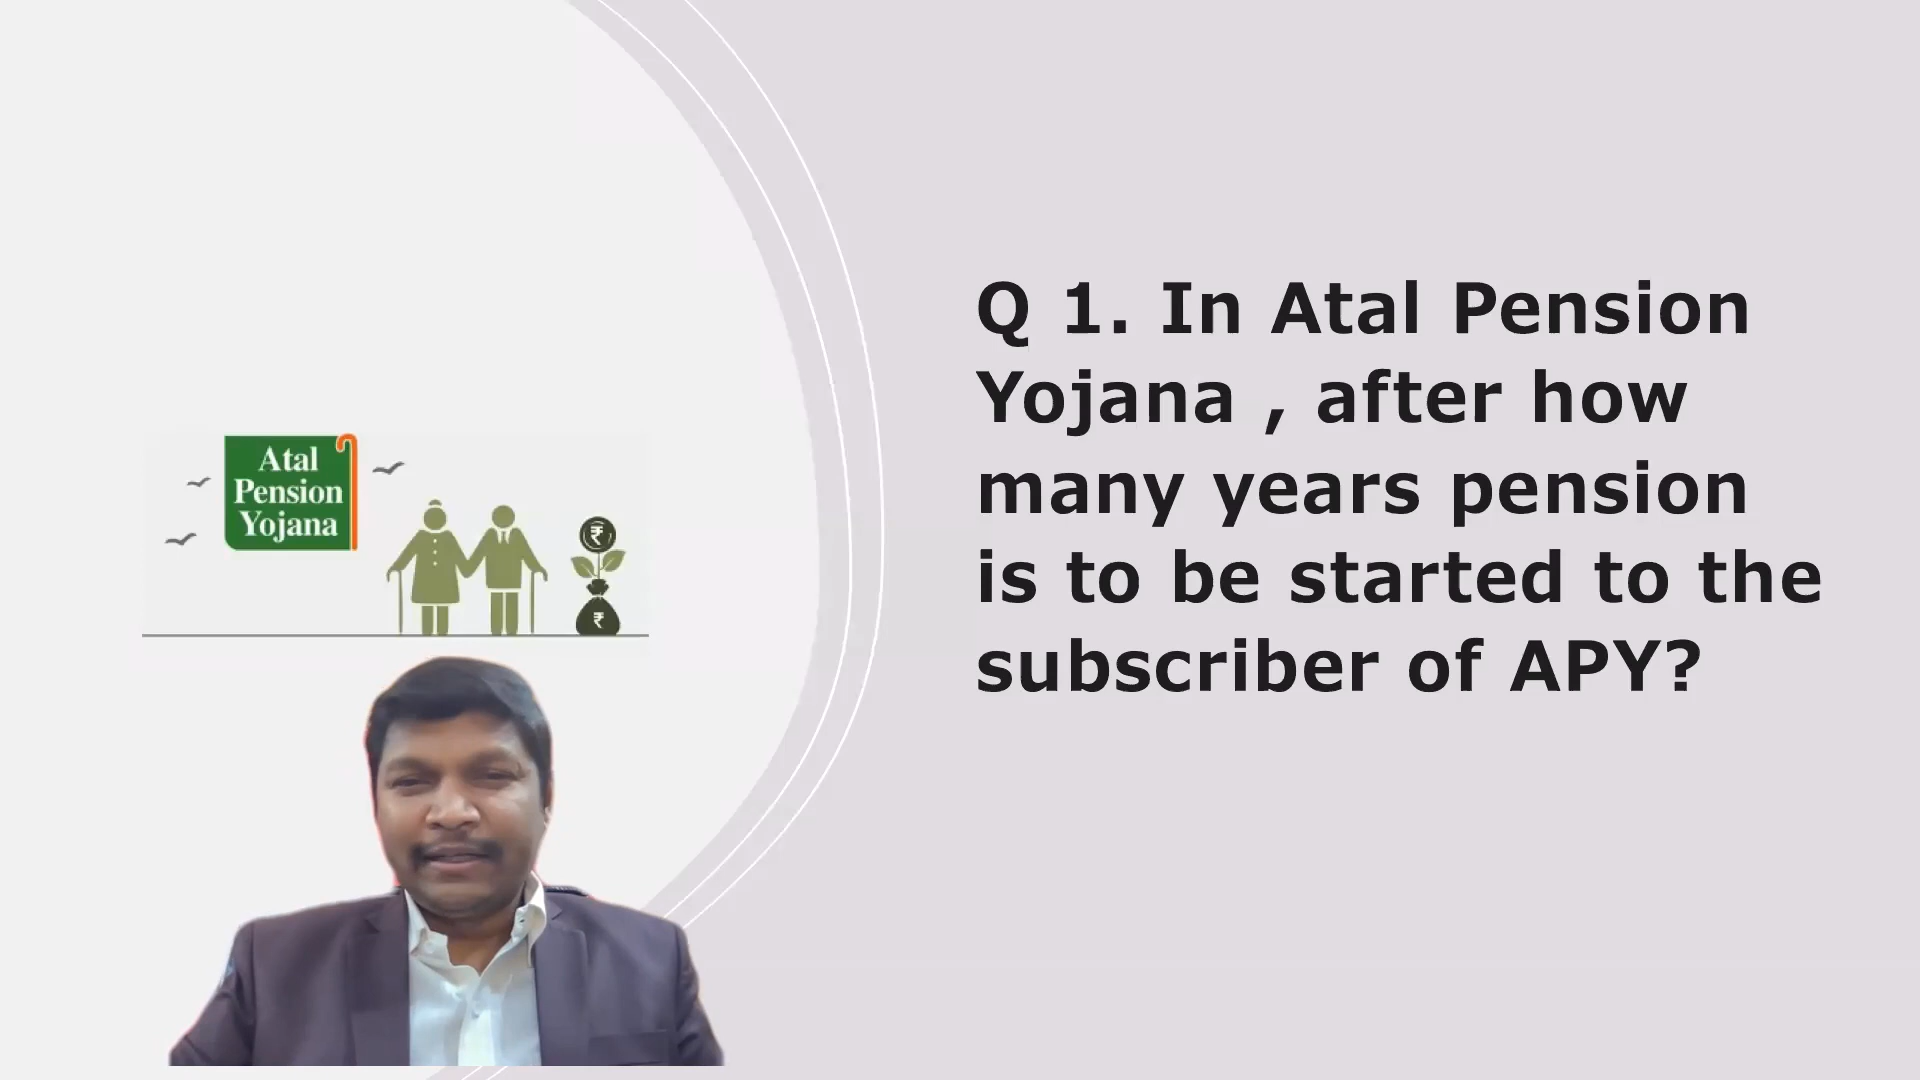 Atal
Pension
Yojana
Q 1. In Atal Pension
Yojana , after how
many years pension
is to be started to the
subscriber of APY?
₹
₹